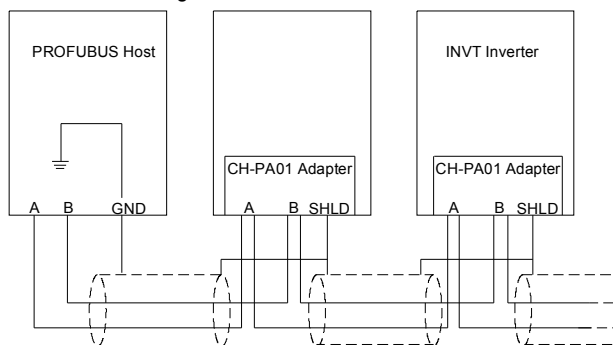 PROFUBUS Host
INVT Inverter
CH-PA01 Adapter
CH-PA01 Adapter
A B GND
A B SHLD
A B SHLD